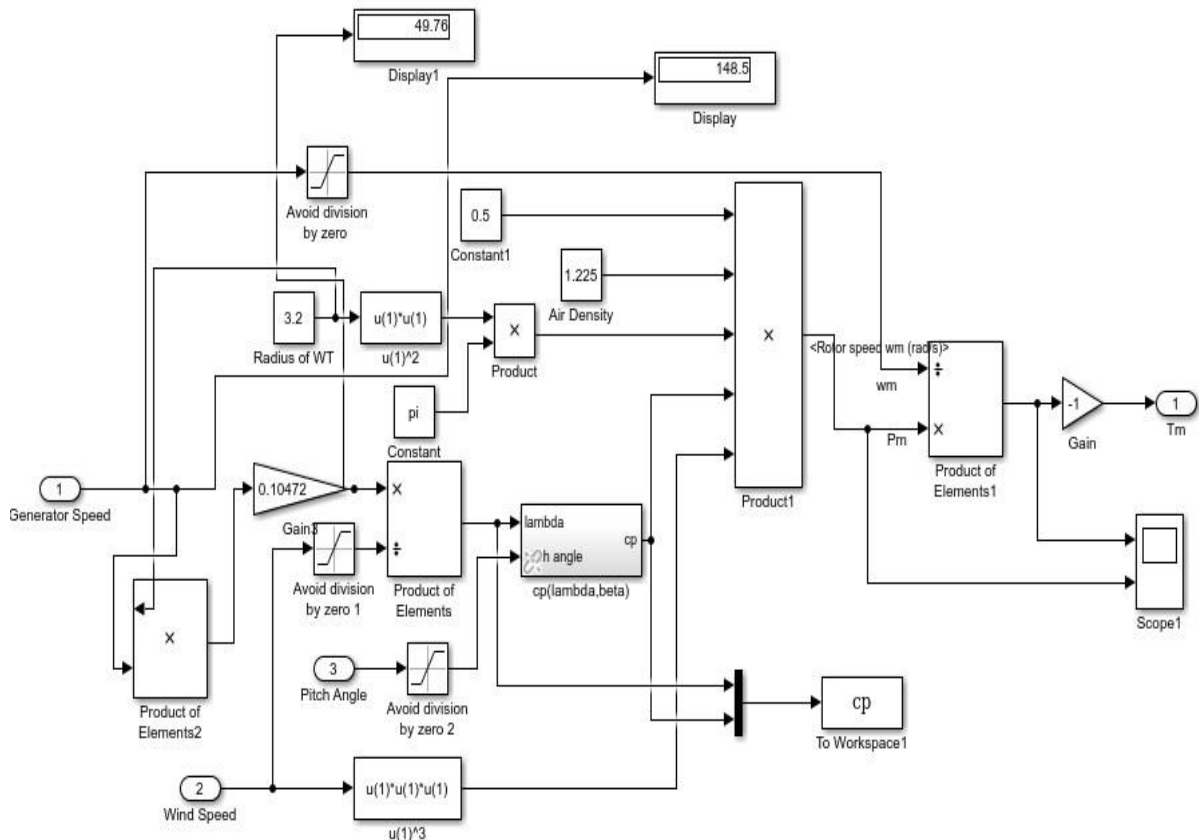 49.76
Display1
148.5
Display
Avoid division
by zero
0.5
Constant1
1.225
Air Density
3.2
Radius of WT
u(1)*u(1)
u(1)^2
×
Product
pi
Constant
×
Product1
<Rotor speed wm (rad/s)>
wm
Pm
÷
×
Product of
Elements1
-1
Gain
1
Tm
1
Generator Speed
0.10472
Gain3
×
÷
Product of
Elements
Avoid division
by zero 1
lambda
h angle
cp
cp(lambda,beta)
Scope1
×
Product of
Elements2
3
Pitch Angle
Avoid division
by zero 2
cp
To Workspace1
2
Wind Speed
u(1)*u(1)*u(1)
u(1)^3